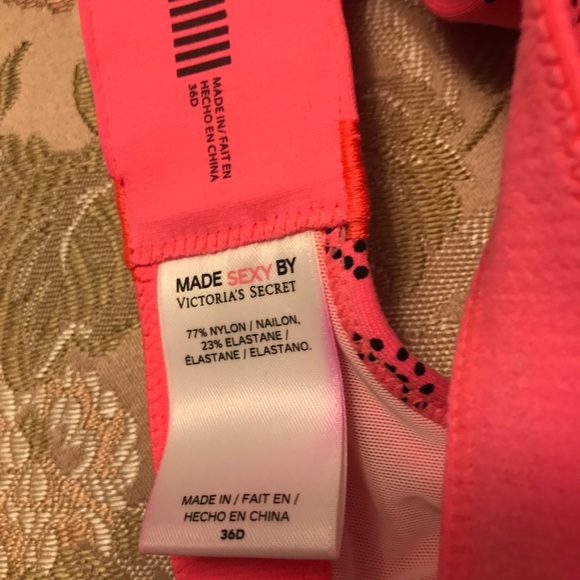 MADE IN/ FAIT EN
HECHO EN CHINA
36D
MADE SEXY BY
VICTORIA'S SECRET
77% NYLON / NAILON,
23% ELASTANE /
ÉLASTANE / ELASTANO.
MADE IN / FAIT EN /
HECHO EN CHINA
36D